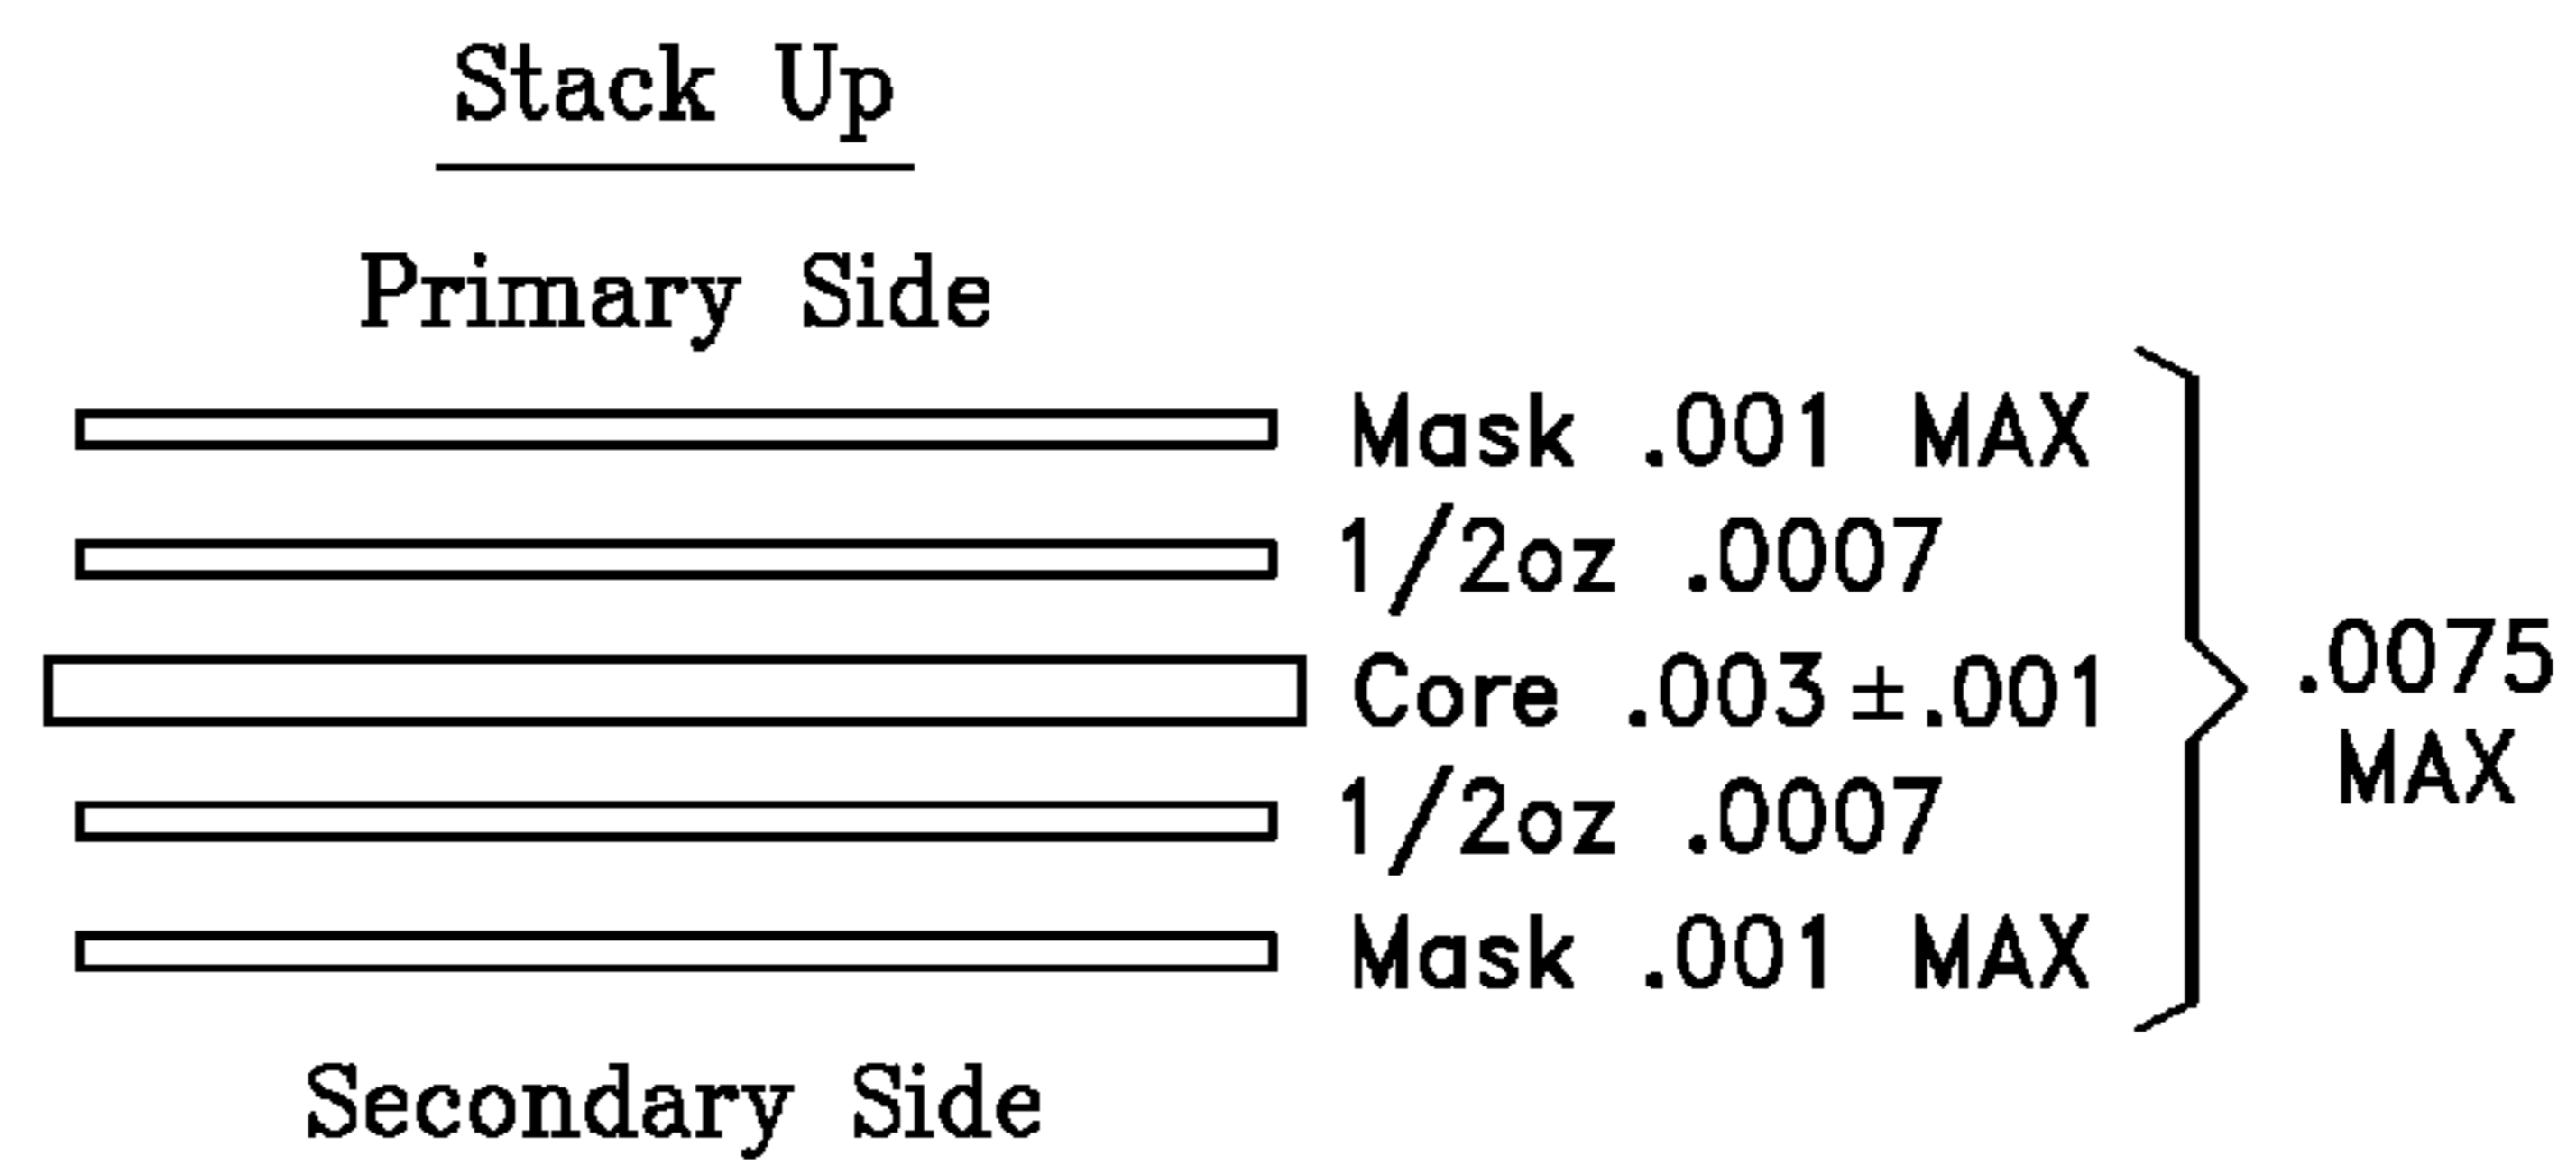 Stack Up
Primary Side
Mask .001 MAX
1/2oz .0007
Core .003 ±.001
1/2oz .0007
Mask .001 MAX
.0075
MAX
Secondary Side